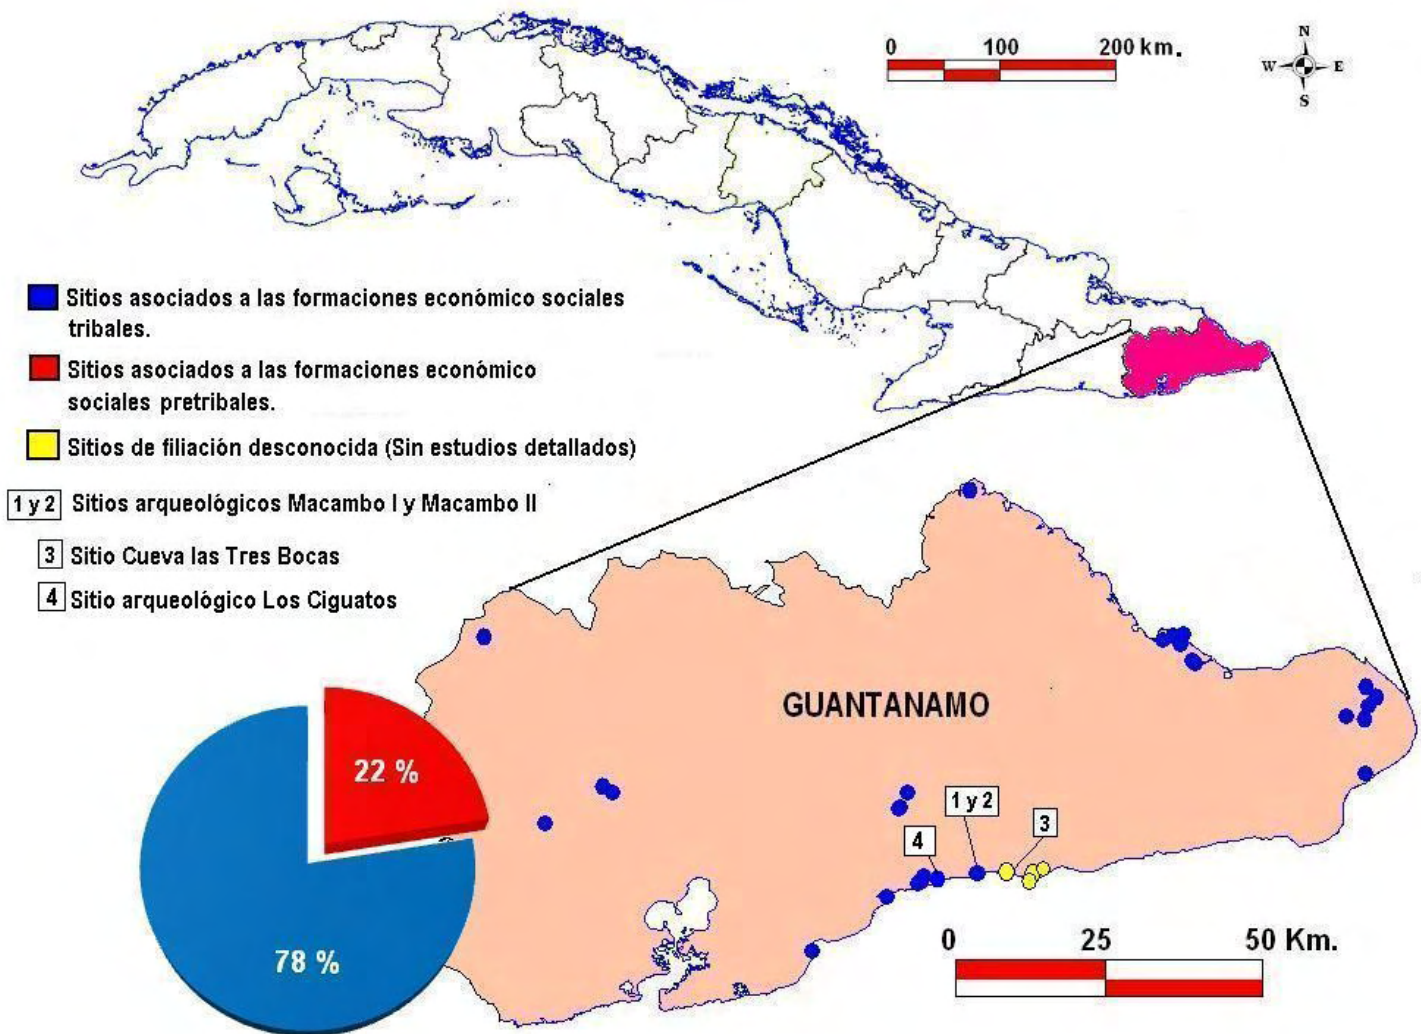 0 100 200 km.
N
W E
S
Sitios asociados a las formaciones económico sociales
tribales.
Sitios asociados a las formaciones económico
sociales pretribales.
Sitios de filiación desconocida (Sin estudios detallados)
1 y 2 Sitios arqueológicos Macambo I y Macambo II
3 Sitio Cueva las Tres Bocas
4 Sitio arqueológico Los Ciguatos
GUANTANAMO
22 %
78 %
1 y 2
3
4
0 25 50 Km.